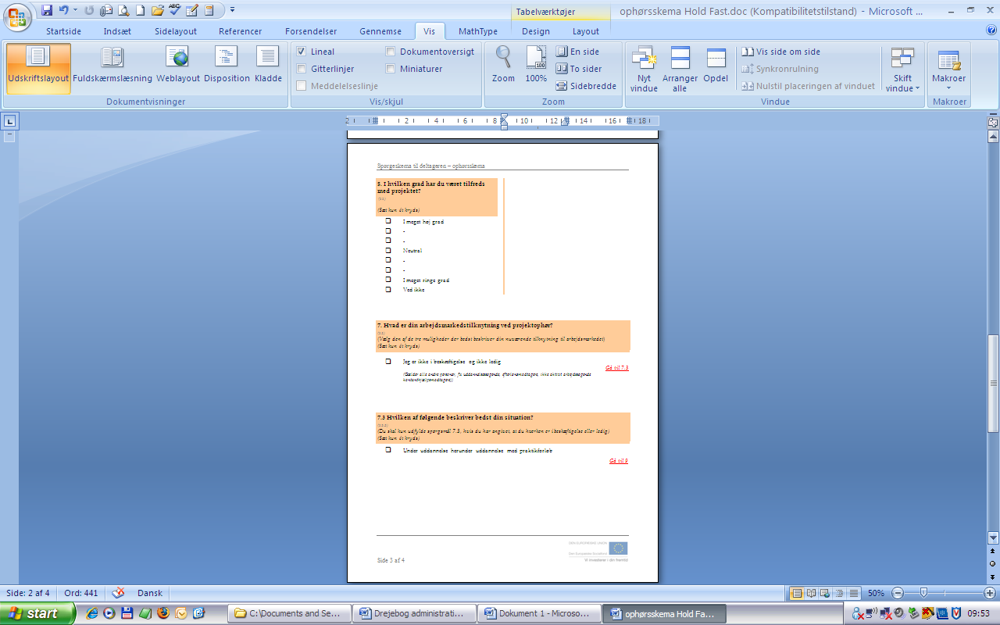 Tabelværktøjer
ophørsskema Hold Fast.doc (Kompatibilitetstilstand) - Microsoft ...
Startside Indsæt Sidelayout Referencer Forsendelser Gennemse Vis MathType Design Layout
Udskriftslayout Fuldskærmslæsning Weblayout Disposition Kladde
Dokumentvisninger
Lineal Dokumentoversigt
Gitterlinjer Miniaturer
Meddelelseslinje
Vis/skjul
Zoom 100% En side
To sider
Sidebredde
Zoom
Nyt vindue Arranger alle Opdel
Vis side om side
Synkronrulning
Nulstil placeringen af vinduet
Skift vindue
Vindue
Makroer
Makroer
2 2 4 6 8 10 12 14 16 18
Spørgeskema til deltageren – ophørsskema
5. I hvilken grad har du været tilfreds
med projektet?
(Sæt kun ét kryds)
I meget høj grad
-
-
Neutral
-
-
I meget ringe grad
Ved ikke
7. Hvad er din arbejdsmarkedstilknytning ved projektophør?
(Vælg den af de tre muligheder der bedst beskriver din nuværende tilknytning til arbejdsmarkedet)
(Sæt kun ét kryds)
Jeg er ikke i beskæftigelse og ikke ledig
Gå til 7.3
(Gælder alle andre personer, fx uddannelsessøgende, efterlønsmodtagere, ikke aktivt arbejdssøgende
kontanthjælpsmodtagere)
7.3 Hvilken af følgende beskriver bedst din situation?
(Du skal kun udfylde spørgsmål 7.3, hvis du har angivet, at du hverken er i beskæftigelse eller ledig)
(Sæt kun ét kryds)
Under uddannelse herunder uddannelse med praktikforløb
Gå til 9
DEN EUROPÆISKE UNION
Den Europæiske Socialfond
Vi investerer i din fremtid
Side 3 af 4
Side: 2 af 4 Ord: 441 Dansk 50%
start C:\Documents and Se... Drejebog administrati... Dokument 1 - Microso... ophørsskema Hold Fa... 09:53